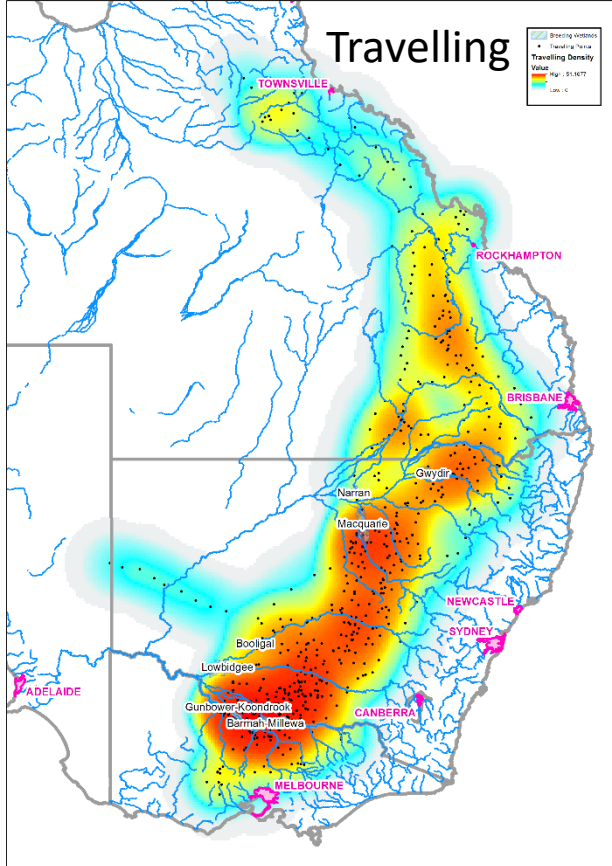 Travelling
Breeding Wetlands
Travelling Points
Travelling Density
Value
High : 51.1677
Low : 0
TOWNSVILLE
ROCKHAMPTON
BRISBANE
Gwydir
Narran
Macquarie
NEWCASTLE
SYDNEY
Booligal
Lowbidgee
ADELAIDE
CANBERRA
Gunbower-Koondrook
Barmah-Millewa
MELBOURNE